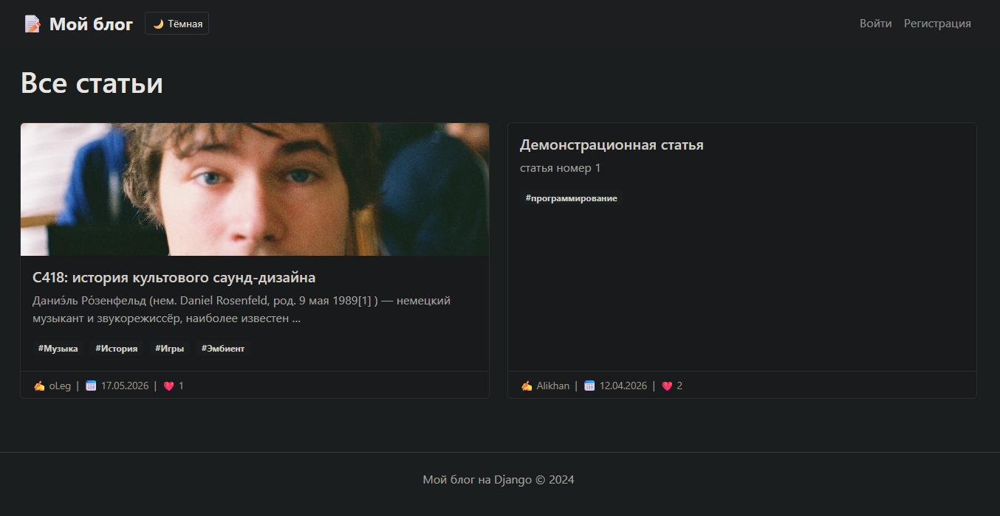 📝 Мой блог
🌙 Тёмная
Войти
Регистрация
Все статьи
C418: история культового саунд-дизайна
Даниэ́ль Ро́зенфельд (нем. Daniel Rosenfeld, род. 9 мая 1989[1] ) — немецкий
музыкант и звукорежиссёр, наиболее известен ...
#Музыка #История #Игры #Эмбиент
✍️ oLeg | 📅 17.05.2026 | ❤️ 1
Демонстрационная статья
статья номер 1
#программирование
✍️ Alikhan | 📅 12.04.2026 | ❤️ 2
Мой блог на Django © 2024